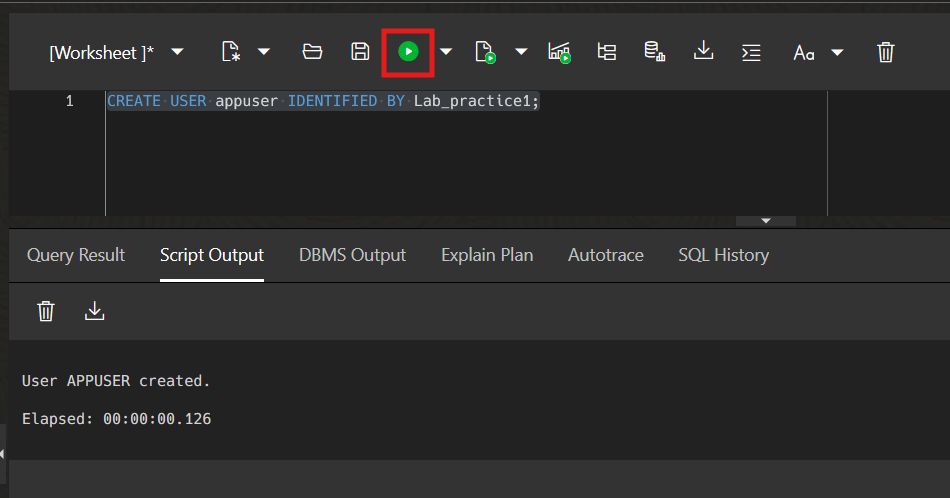 [Worksheet ]*
Aa
1 CREATE USER appuser IDENTIFIED BY Lab_practice1;
Query Result Script Output DBMS Output Explain Plan Autotrace SQL History
User APPUSER created.
Elapsed: 00:00:00.126